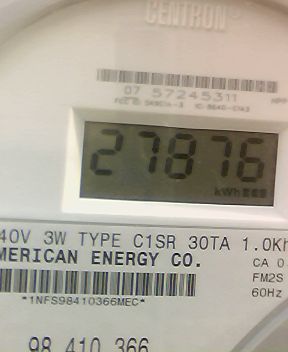 CENTRON®
07 57245311
27876
kWh
40V 3W TYPE C1SR 30TA 1.0Kh
MERICAN ENERGY CO.
CA 0
FM2S
60Hz
*1NFS98410366MEC*
98 410 366